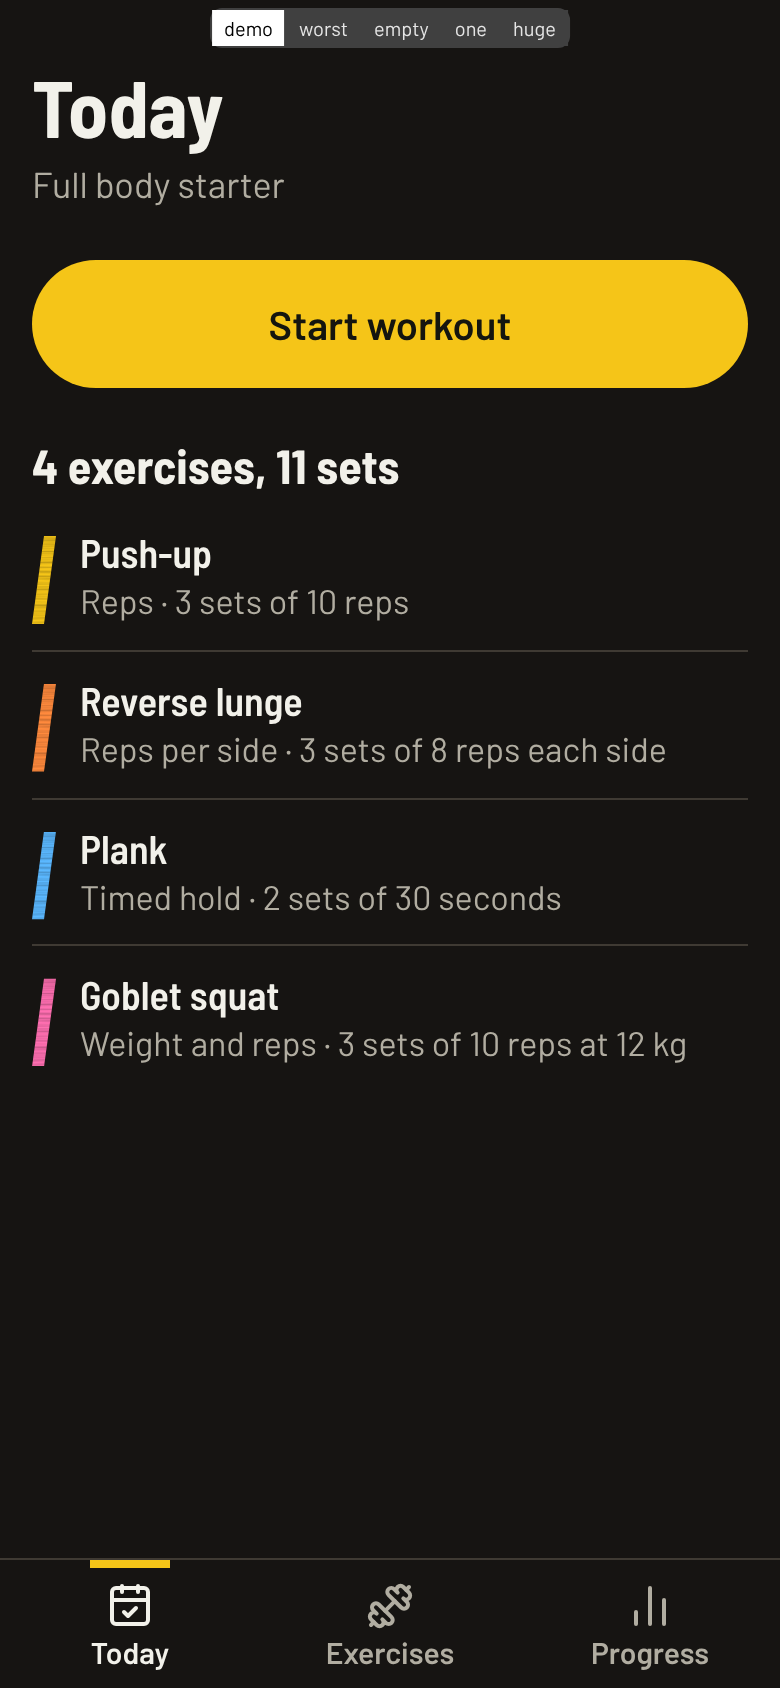 demo worst empty one huge
Today
Full body starter
Start workout
4 exercises, 11 sets
Push-up
Reps · 3 sets of 10 reps
Reverse lunge
Reps per side · 3 sets of 8 reps each side
Plank
Timed hold · 2 sets of 30 seconds
Goblet squat
Weight and reps · 3 sets of 10 reps at 12 kg
Today Exercises Progress